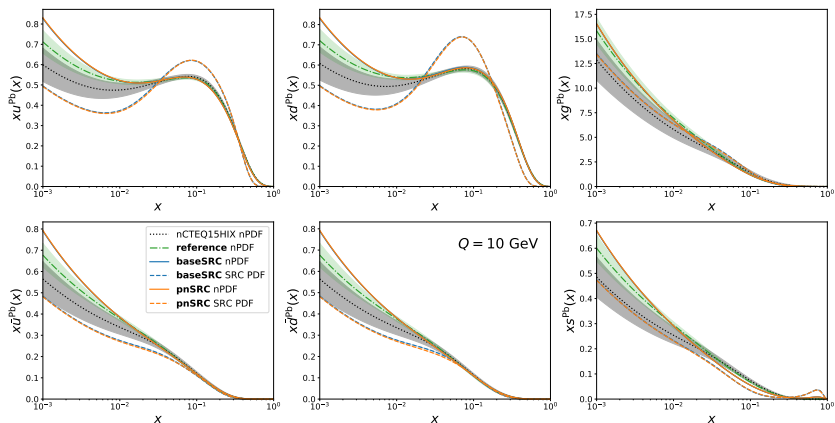 xu^Pb(x)
0.8
0.7
0.6
0.5
0.4
0.3
0.2
0.1
0.0
10^−3 10^−2 10^−1 10^0
x
xd^Pb(x)
0.8
0.7
0.6
0.5
0.4
0.3
0.2
0.1
0.0
10^−3 10^−2 10^−1 10^0
x
xg^Pb(x)
17.5
15.0
12.5
10.0
7.5
5.0
2.5
0.0
10^−3 10^−2 10^−1 10^0
x
xū^Pb(x)
0.8
0.7
0.6
0.5
0.4
0.3
0.2
0.1
0.0
nCTEQ15HIX nPDF
reference nPDF
baseSRC nPDF
baseSRC SRC PDF
pnSRC nPDF
pnSRC SRC PDF
10^−3 10^−2 10^−1 10^0
x
xd̄^Pb(x)
0.8
0.7
0.6
0.5
0.4
0.3
0.2
0.1
0.0
Q = 10 GeV
10^−3 10^−2 10^−1 10^0
x
xs^Pb(x)
0.7
0.6
0.5
0.4
0.3
0.2
0.1
0.0
10^−3 10^−2 10^−1 10^0
x